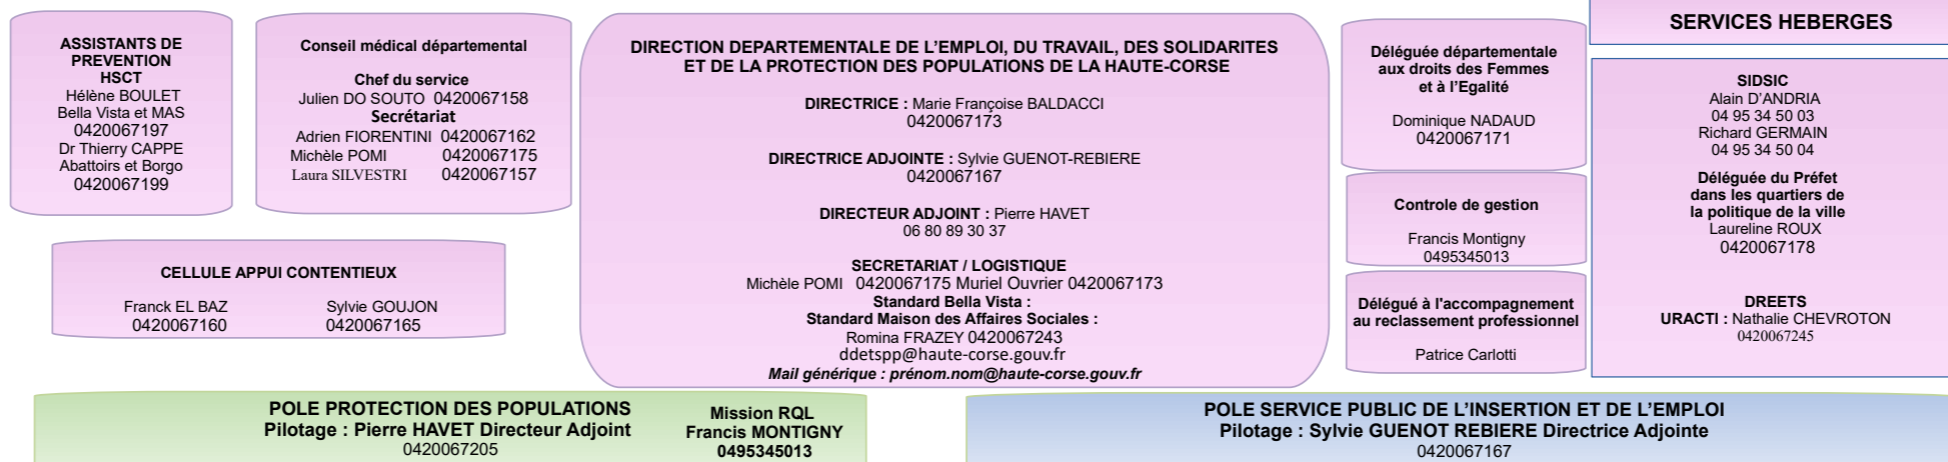 ASSISTANTS DE
PREVENTION
HSCT
Hélène BOULET
Bella Vista et MAS
0420067197
Dr Thierry CAPPE
Abattoirs et Borgo
0420067199
Conseil médical départemental
Chef du service
Julien DO SOUTO 0420067158
Secrétariat
Adrien FIORENTINI 0420067162
Michèle POMI 0420067175
Laura SILVESTRI 0420067157
CELLULE APPUI CONTENTIEUX
Franck EL BAZ Sylvie GOUJON
0420067160 0420067165
DIRECTION DEPARTEMENTALE DE L'EMPLOI, DU TRAVAIL, DES SOLIDARITES
ET DE LA PROTECTION DES POPULATIONS DE LA HAUTE-CORSE
DIRECTRICE : Marie Françoise BALDACCI
0420067173
DIRECTRICE ADJOINTE : Sylvie GUENOT-REBIERE
0420067167
DIRECTEUR ADJOINT : Pierre HAVET
06 80 89 30 37
SECRETARIAT / LOGISTIQUE
Michèle POMI 0420067175 Muriel Ouvrier 0420067173
Standard Bella Vista :
Standard Maison des Affaires Sociales :
Romina FRAZEY 0420067243
ddetspp@haute-corse.gouv.fr
Mail générique : prénom.nom@haute-corse.gouv.fr
Déléguée départementale
aux droits des Femmes
et à l'Egalité
Dominique NADAUD
0420067171
Controle de gestion
Francis Montigny
0495345013
Délégué à l'accompagnement
au reclassement professionnel
Patrice Carlotti
SERVICES HEBERGES
SIDSIC
Alain D'ANDRIA
04 95 34 50 03
Richard GERMAIN
04 95 34 50 04
Déléguée du Préfet
dans les quartiers de
la politique de la ville
Laureline ROUX
0420067178
DREETS
URACTI : Nathalie CHEVROTON
0420067245
POLE PROTECTION DES POPULATIONS
Pilotage : Pierre HAVET Directeur Adjoint
0420067205
Mission RQL
Francis MONTIGNY
0495345013
POLE SERVICE PUBLIC DE L'INSERTION ET DE L'EMPLOI
Pilotage : Sylvie GUENOT REBIERE Directrice Adjointe
0420067167